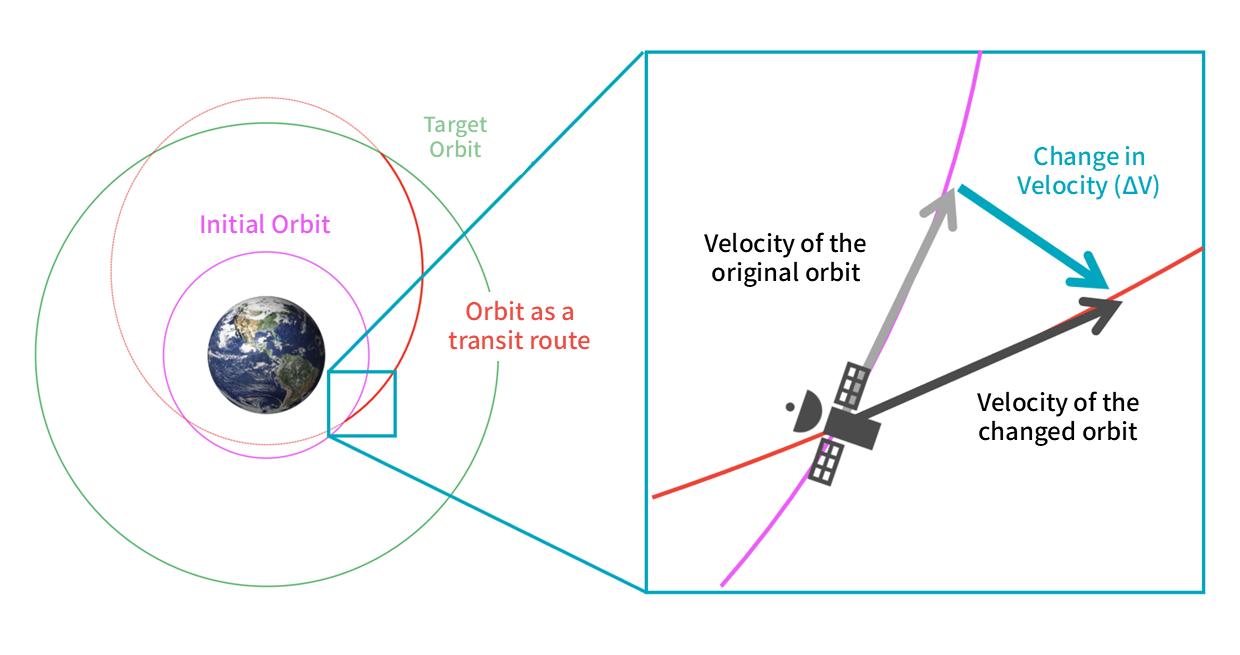 Target
Orbit
Initial Orbit
Orbit as a
transit route
Change in
Velocity (ΔV)
Velocity of the
original orbit
Velocity of the
changed orbit